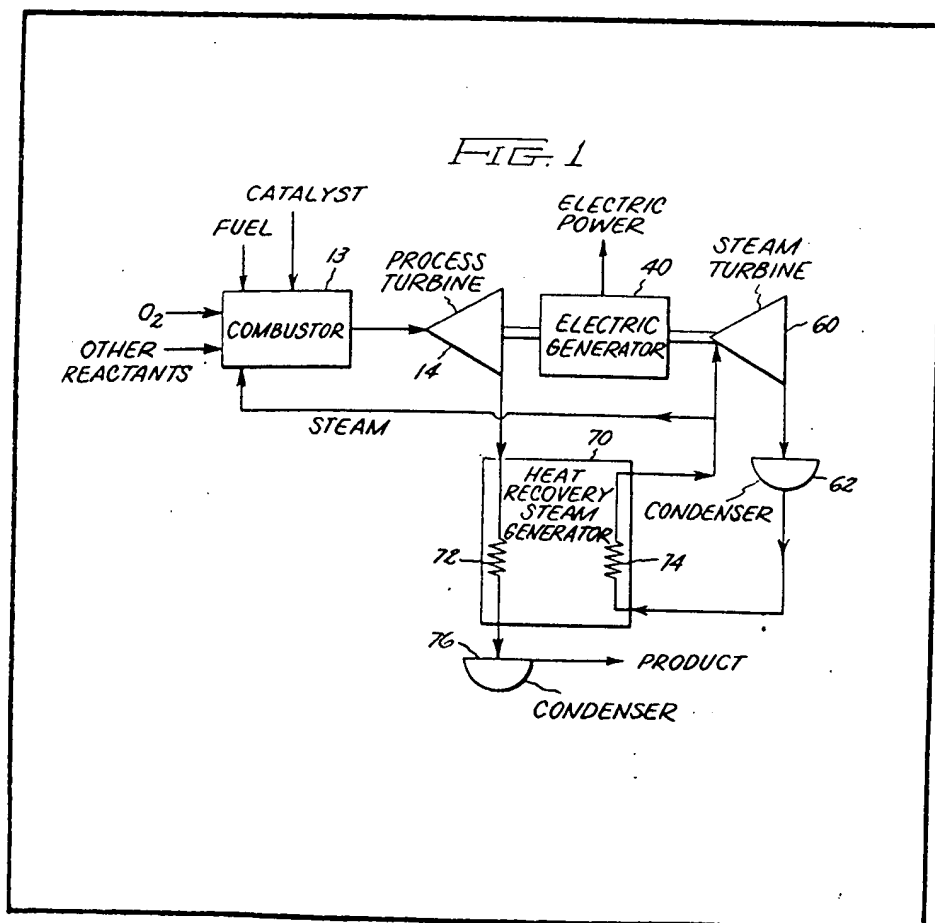 FIG. 1
CATALYST
FUEL
13
PROCESS
TURBINE
ELECTRIC
POWER
40
STEAM
TURBINE
O2
COMBUSTOR
OTHER
REACTANTS
14
ELECTRIC
GENERATOR
60
STEAM
70
HEAT
RECOVERY
STEAM
GENERATOR
CONDENSER
62
72
74
76
PRODUCT
CONDENSER